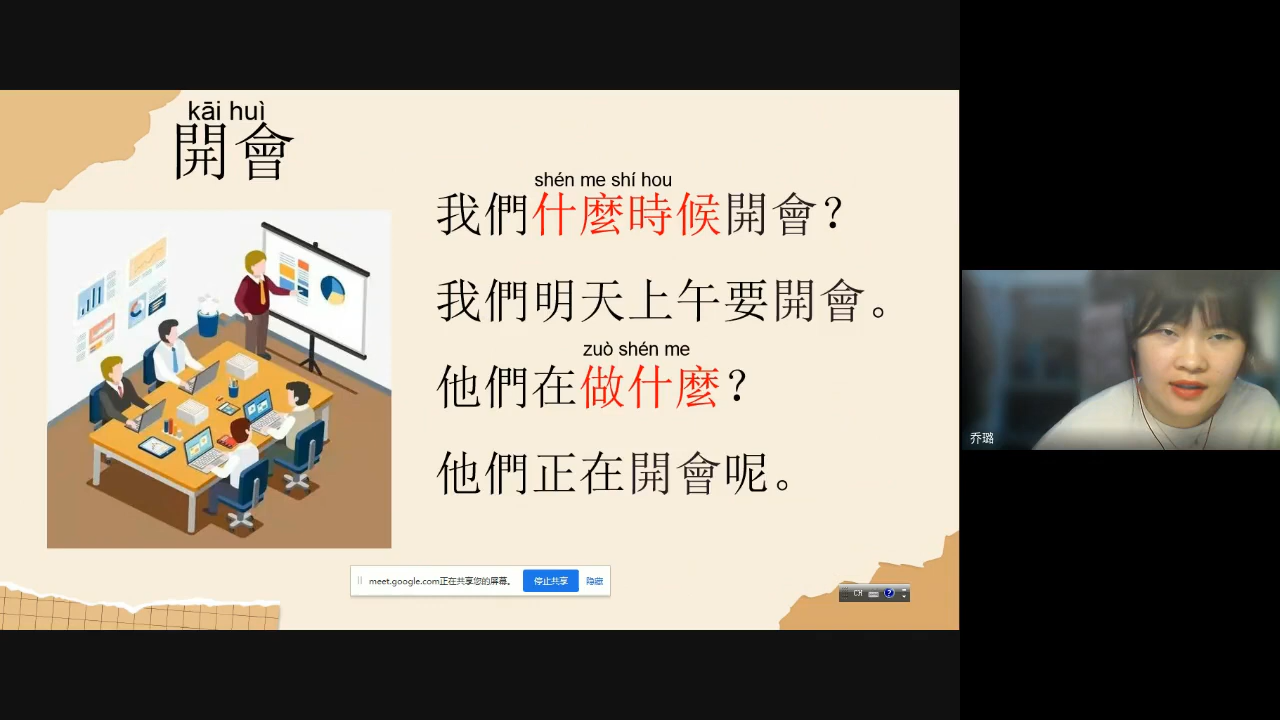 kāi huì
開會
shén me shí hou
我們什麼時候開會？
我們明天上午要開會。
zuò shén me
他們在做什麼？
他們正在開會呢。
meet.google.com正在共享您的屏幕。 停止共享 隐藏
CH
乔璐